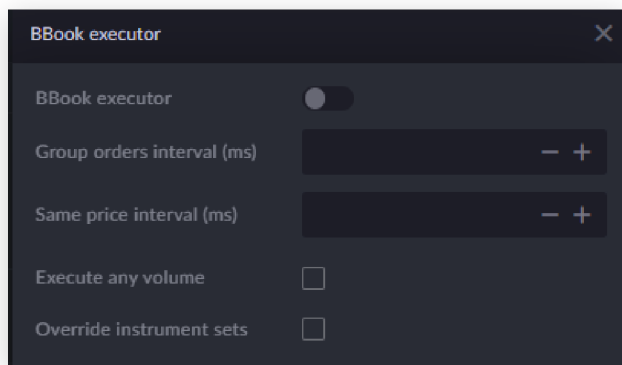 BBook executor
BBook executor
Group orders interval (ms)
Same price interval (ms)
Execute any volume
Override instrument sets